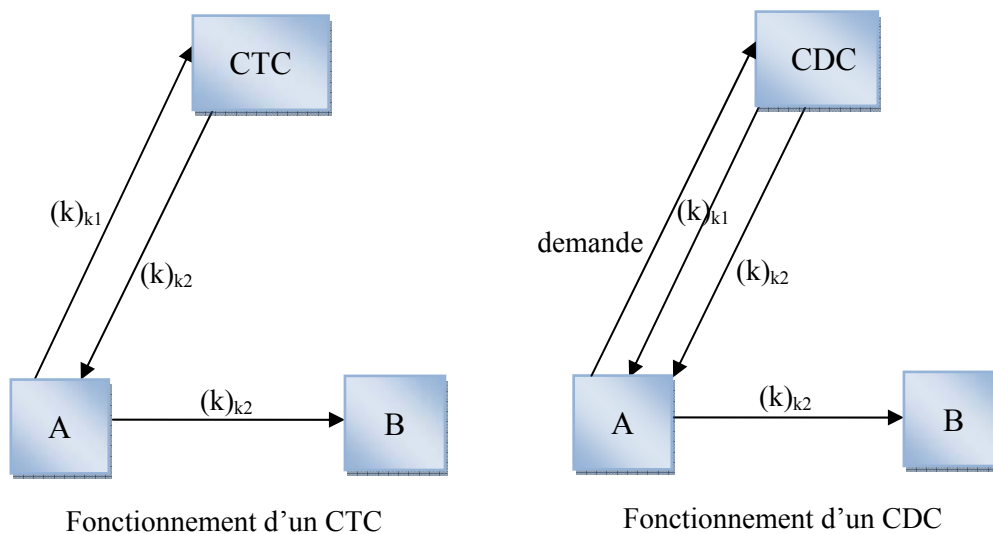 CTC
(k)k1
(k)k2
A
(k)k2
B
Fonctionnement d'un CTC
CDC
demande
(k)k1
(k)k2
A
(k)k2
B
Fonctionnement d'un CDC